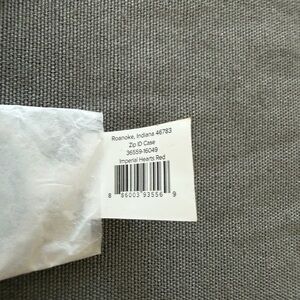 Roanoke, Indiana 46783
Zip ID Case
36559-16049
Imperial Hearts Red
8 86003 93556 9